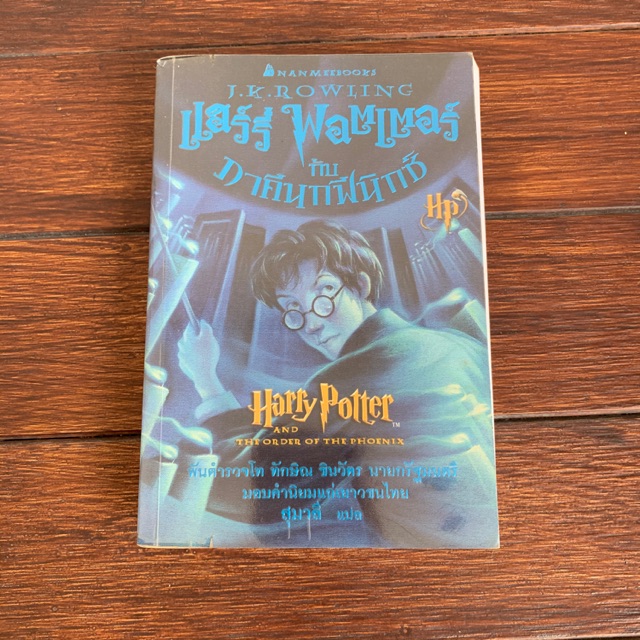 NANMEEBOOKS
J.K.ROWLING
แฮร์รี่ พอตเตอร์
กับ
ภาคีนกฟีนิกซ์
HP
Harry Potter
AND
THE ORDER OF THE PHOENIX
TM
พันตำรวจโท ทักษิณ ชินวัตร นายกรัฐมนตรี
มอบคำนิยมแก่เยาวชนไทย
สุมาลี แปล